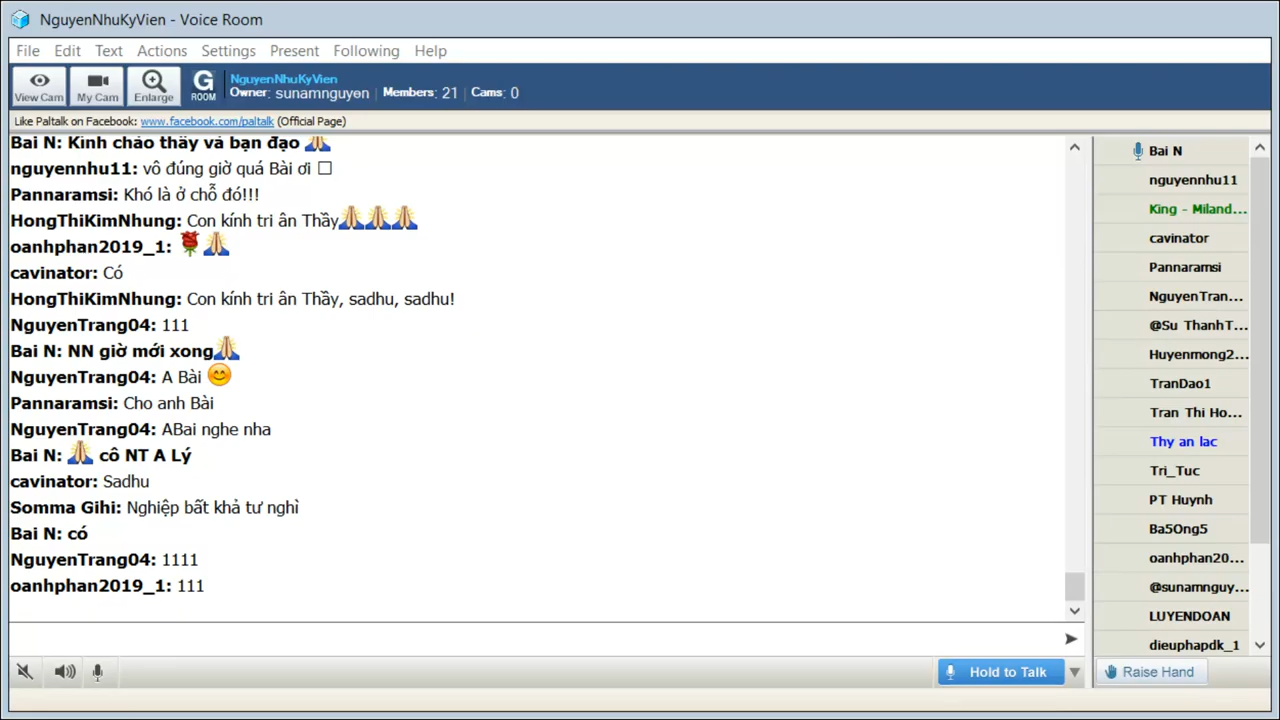 NguyenNhuKyVien - Voice Room
File Edit Text Actions Settings Present Following Help
View Cam
My Cam
Enlarge
G ROOM
NguyenNhuKyVien
Owner: sunamnguyen | Members: 21 | Cams: 0
Like Paltalk on Facebook: www.facebook.com/paltalk (Official Page)
Bai N: Kính chào thầy và bạn đạo 🙏
nguyennhu11: vô đúng giờ quá Bài ơi □
Pannaramsi: Khó là ở chỗ đó!!!
HongThiKimNhung: Con kính tri ân Thầy🙏🙏🙏
oanhphan2019_1: 🌹🙏
cavinator: Có
HongThiKimNhung: Con kính tri ân Thầy, sadhu, sadhu!
NguyenTrang04: 111
Bai N: NN giờ mới xong🙏
NguyenTrang04: A Bài 😊
Pannaramsi: Cho anh Bài
NguyenTrang04: ABai nghe nha
Bai N: 🙏 cô NT A Lý
cavinator: Sadhu
Somma Gihi: Nghiệp bất khả tư nghì
Bai N: có
NguyenTrang04: 1111
oanhphan2019_1: 111
Hold to Talk
Bai N
nguyennhu11
King - Miland...
cavinator
Pannaramsi
NguyenTran...
@Su ThanhT...
Huyenmong2...
TranDao1
Tran Thi Ho...
Thy an lac
Tri_Tuc
PT Huynh
Ba5Ong5
oanhphan20...
@sunamnguy...
LUYENDOAN
dieuphapdk_1
Raise Hand